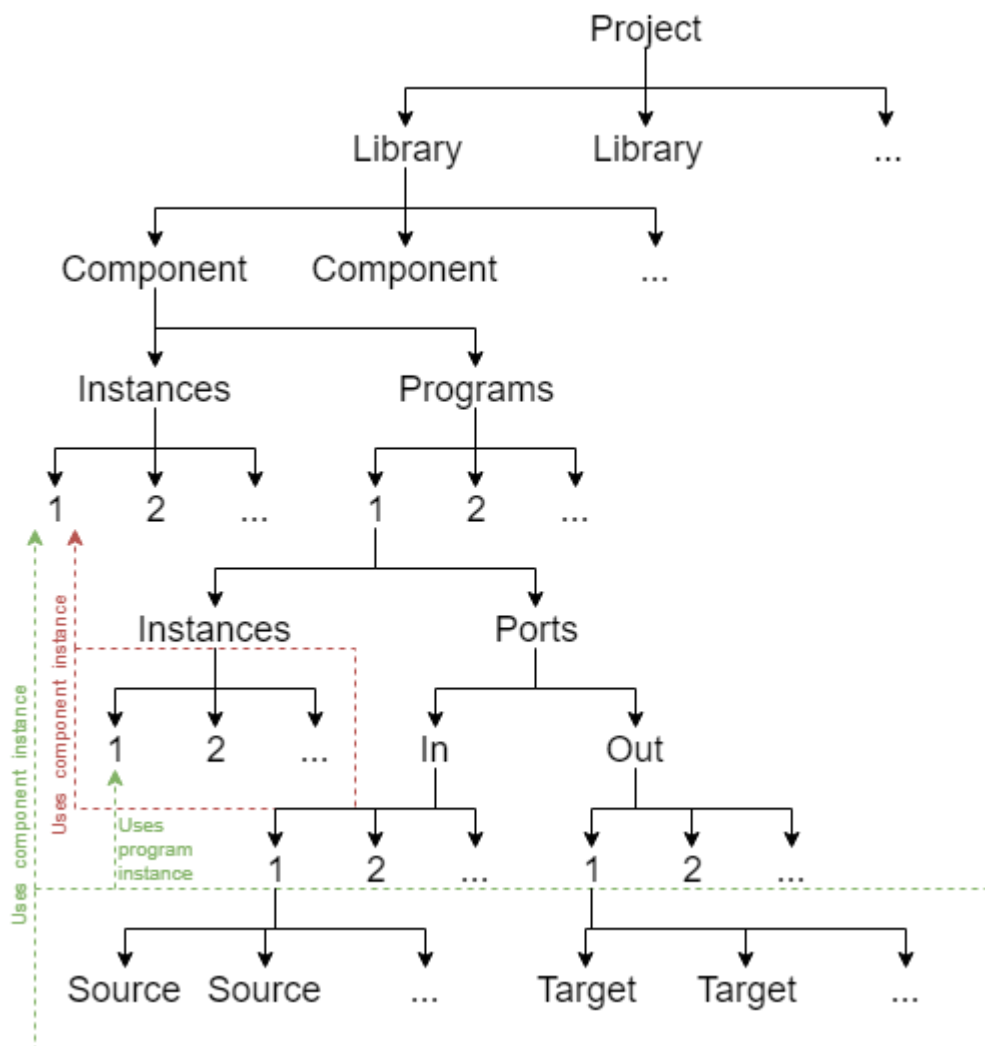 Project
Library
Library
...
Component
Component
...
Instances
Programs
1
2
...
1
2
...
Instances
Ports
1
2
...
In
Out
Uses component instance
Uses component instance
Uses
program
instance
1
2
...
1
2
...
Source
Source
...
Target
Target
...